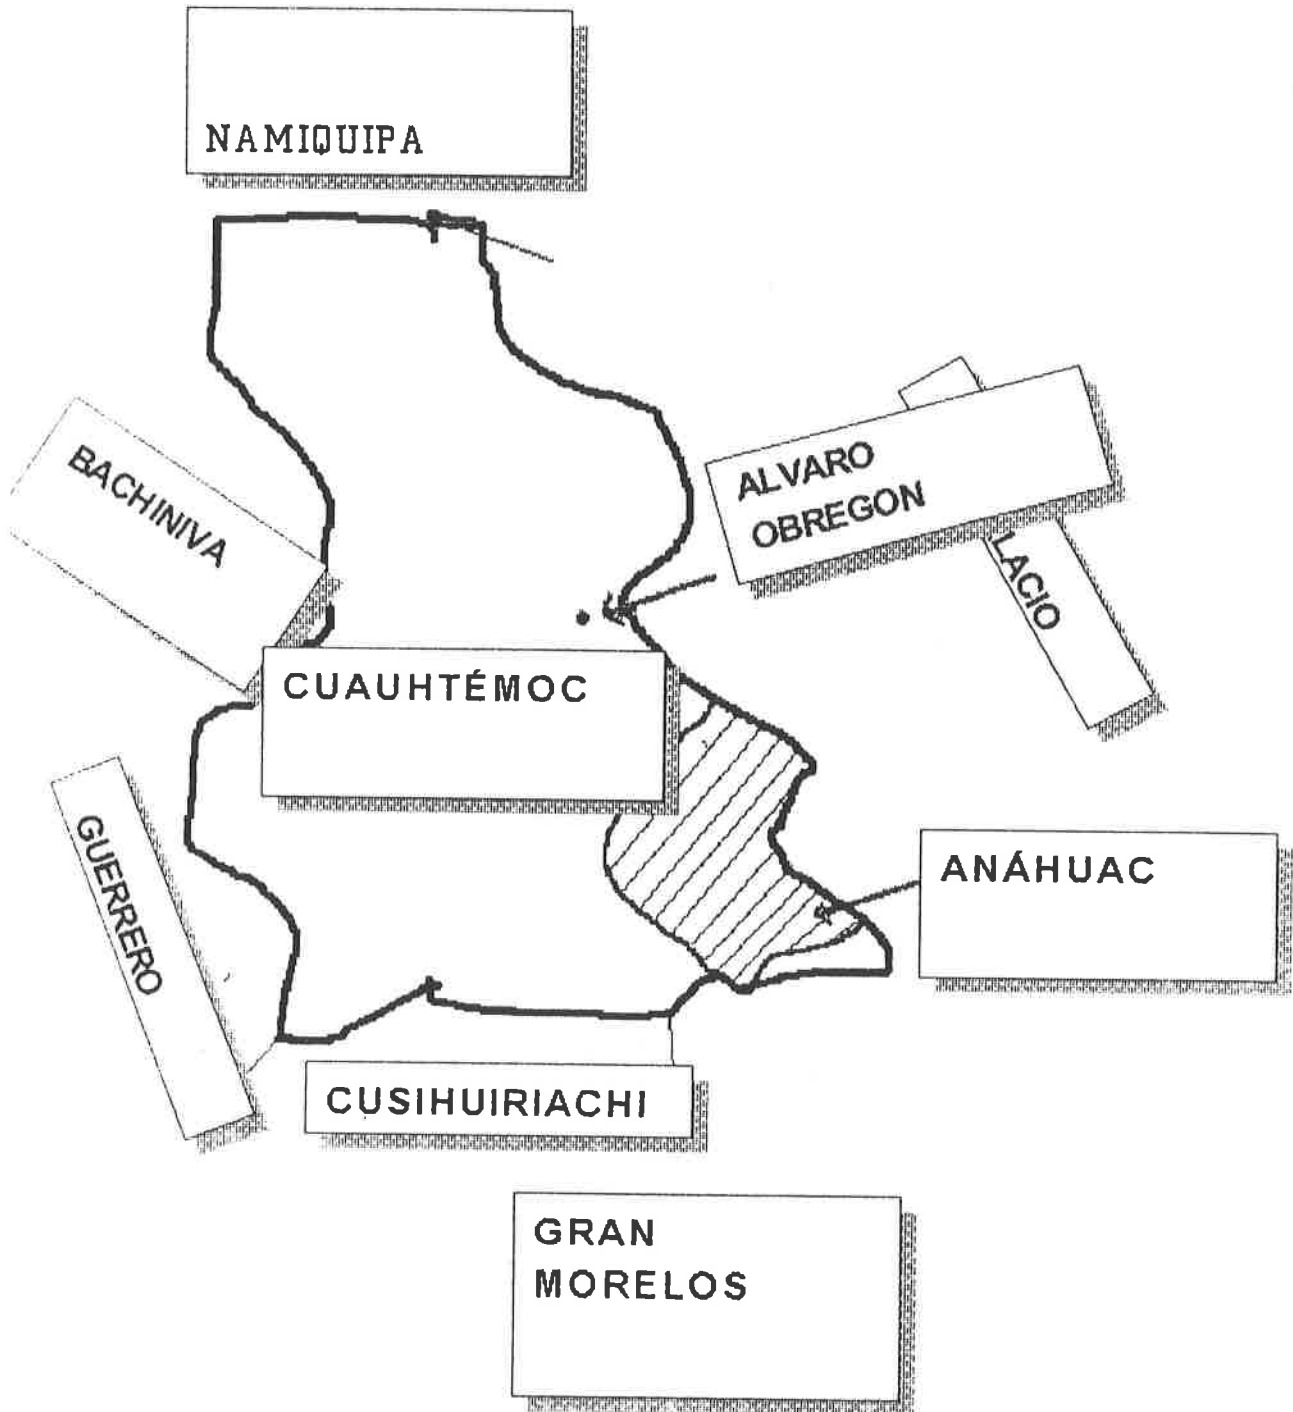 NAMIQUIPA
BACHINIVA
ALVARO
OBREGON
LACIO
CUAUHTÉMOC
GUERRERO
ANÁHUAC
CUSIHUIRIACHI
GRAN
MORELOS